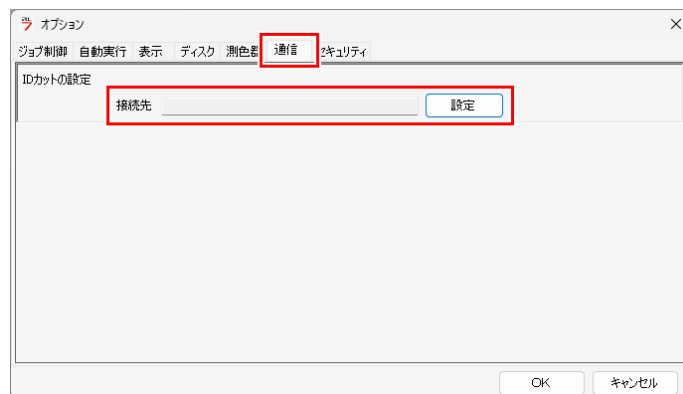 オプション
ジョブ制御 自動実行 表示 ディスク 測色器 通信 セキュリティ
IDカットの設定
接続先 設定
OK キャンセル